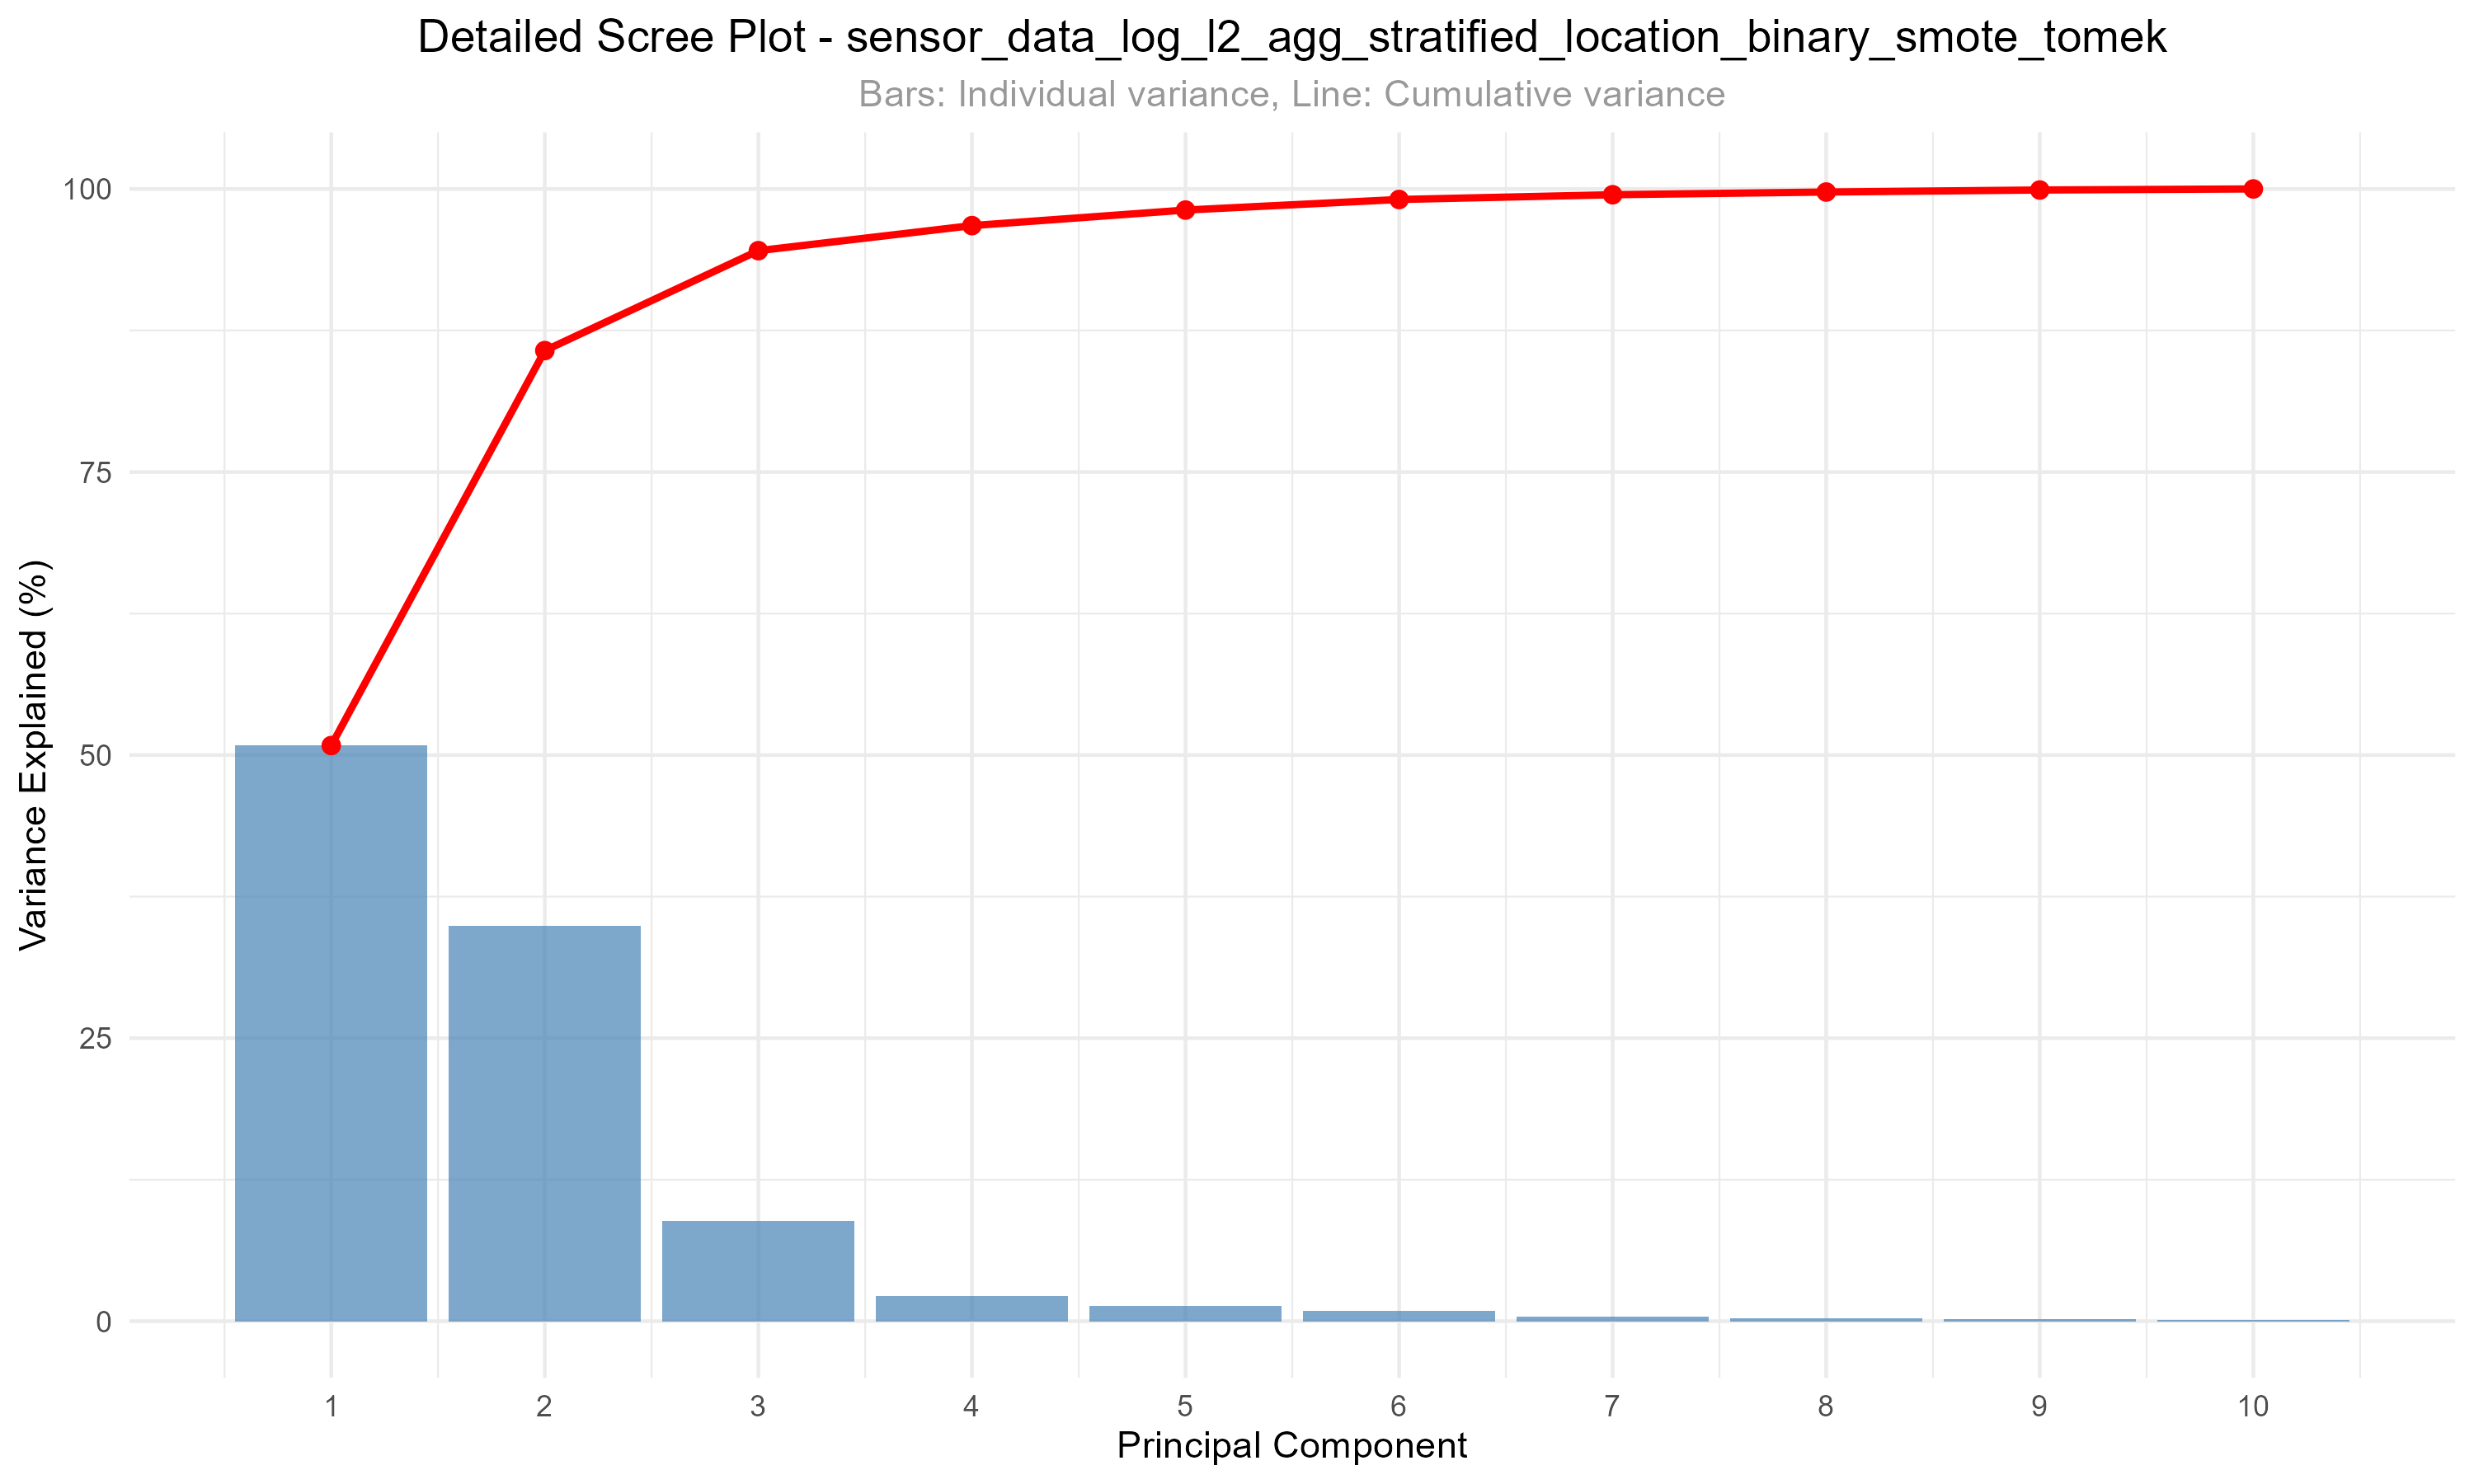 Detailed Scree Plot - sensor_data_log_l2_agg_stratified_location_binary_smote_tomek
Bars: Individual variance, Line: Cumulative variance
Variance Explained (%)
100
75
50
25
0
1 2 3 4 5 6 7 8 9 10
Principal Component